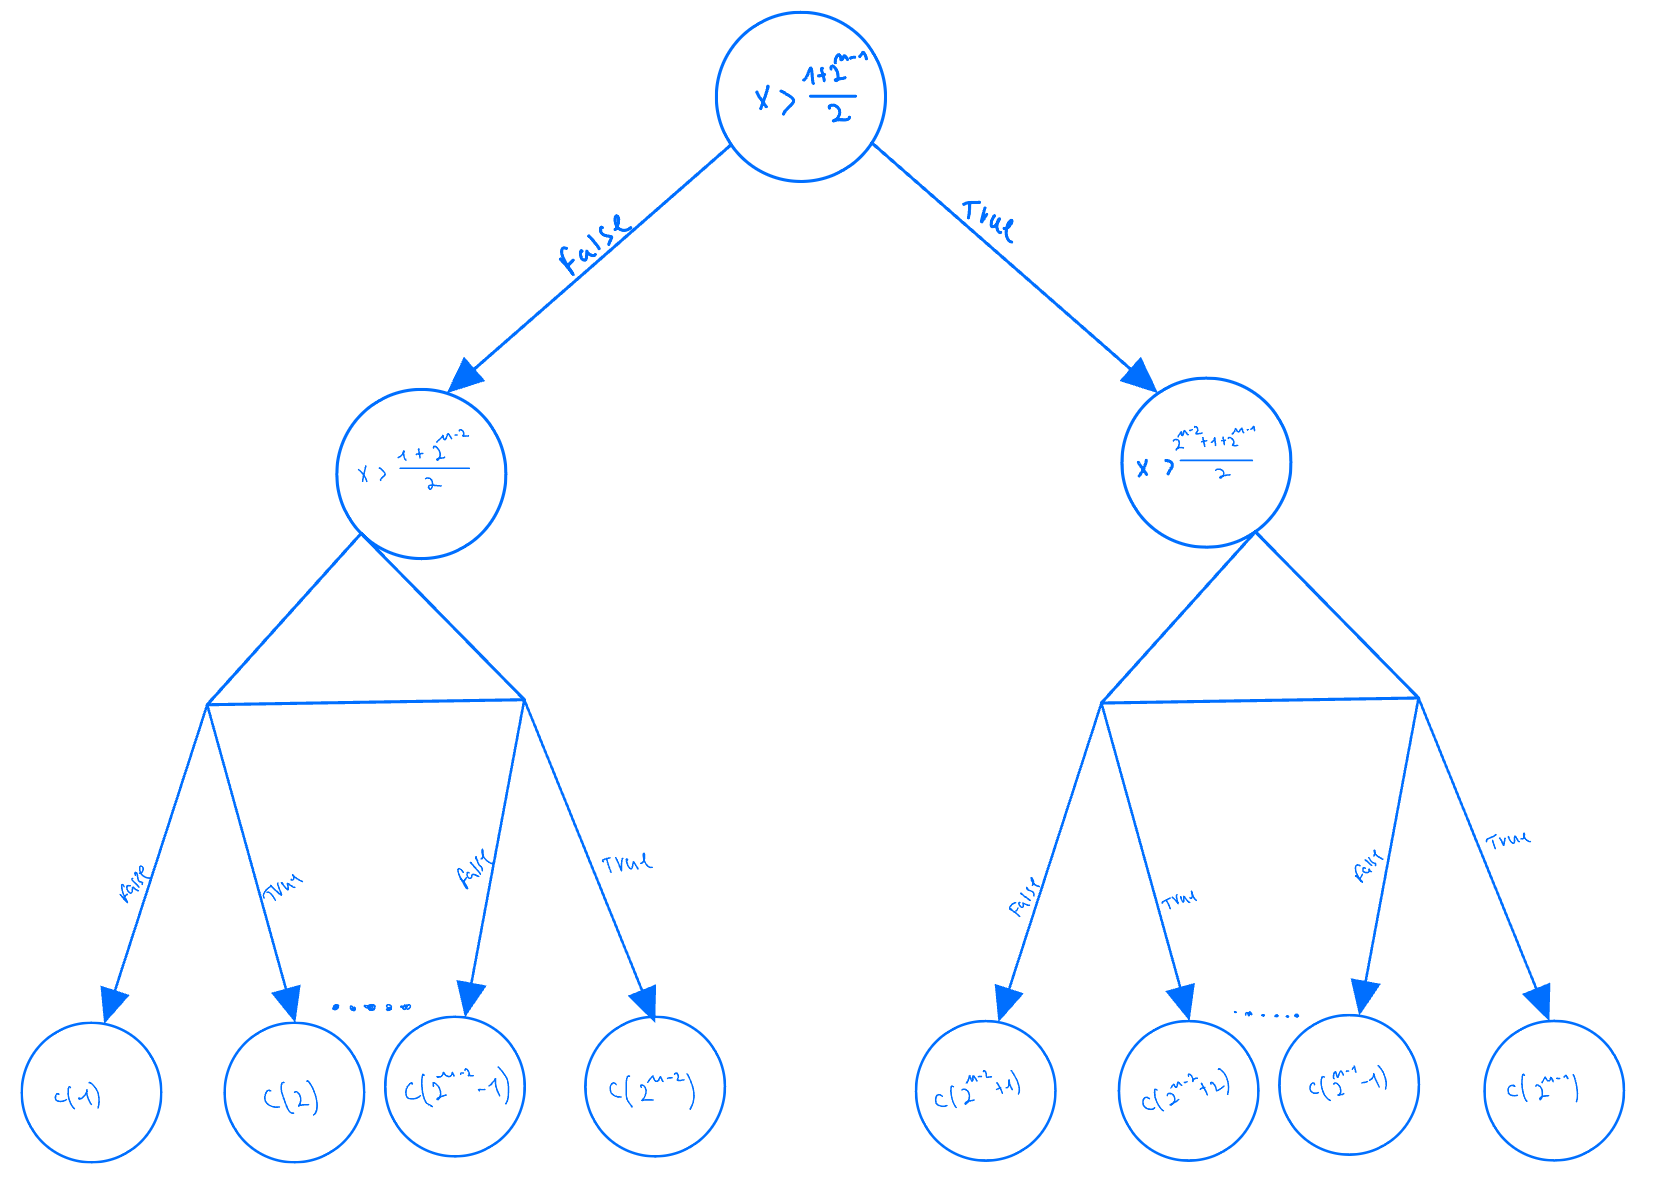 x > (1+2^(n-1))/2
False
True
x > (1+2^(n-2))/2
x > (2^(n-2)+1+2^(n-1))/2
False
True
False
True
False
True
False
True
.....
......
c(1)
c(2)
c(2^(n-2)-1)
c(2^(n-2))
c(2^(n-2)+1)
c(2^(n-2)+2)
c(2^(n-1)-1)
c(2^(n-1))